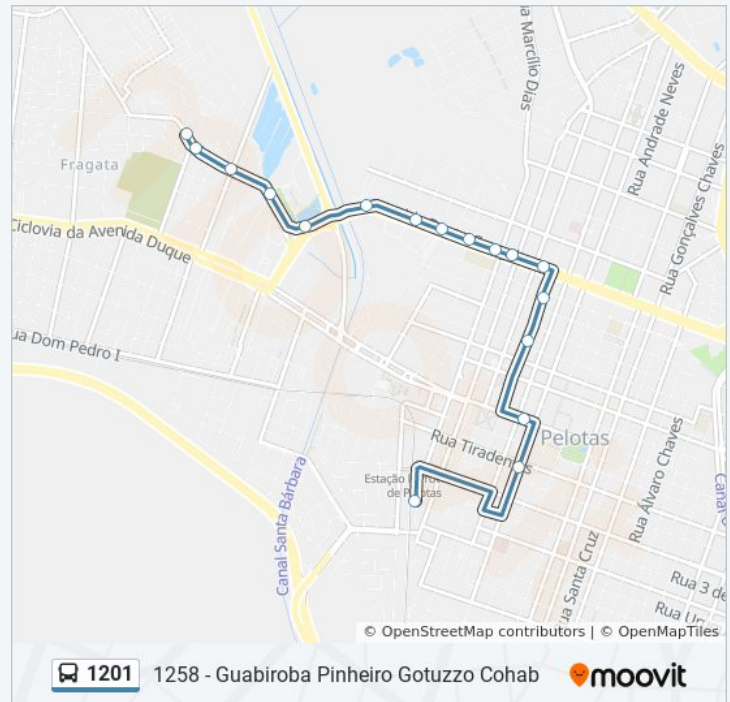 Rua Marcílio Dias
Rua Andrade Neves
Rua Gonçalves Chaves
Fragata
Ciclovia da Avenida Duque
Rua Dom Pedro I
Pelotas
Rua Tiradentes
Estação
de Pelotas
Rua Álvaro Chaves
Canal Santa Bárbara
Rua Santa Cruz
Canal
Rua 3 de
Rua
© OpenStreetMap contributors | © OpenMapTiles
1201 1258 - Guabiroba Pinheiro Gotuzzo Cohab moovit